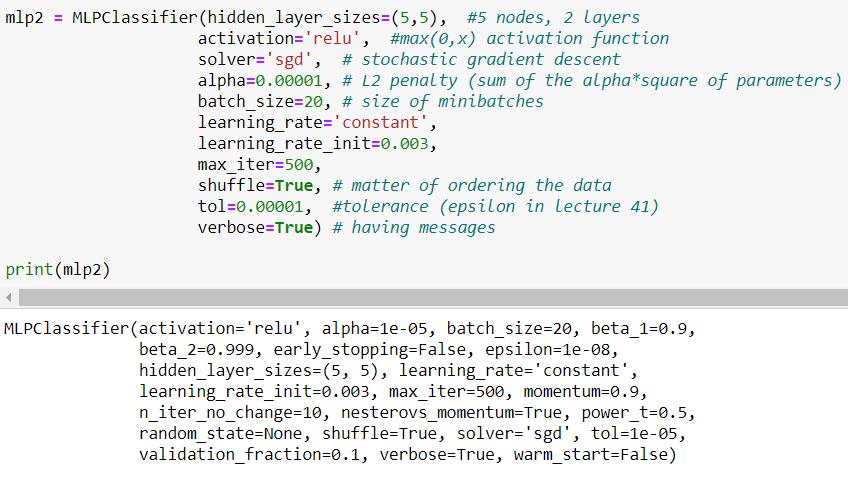 mlp2 = MLPClassifier(hidden_layer_sizes=(5,5),  #5 nodes, 2 layers
                    activation='relu',  #max(0,x) activation function
                    solver='sgd',  # stochastic gradient descent
                    alpha=0.00001, # L2 penalty (sum of the alpha*square of parameters)
                    batch_size=20, # size of minibatches
                    learning_rate='constant',
                    learning_rate_init=0.003,
                    max_iter=500,
                    shuffle=True, # matter of ordering the data
                    tol=0.00001,  #tolerance (epsilon in lecture 41)
                    verbose=True) # having messages
print(mlp2)
MLPClassifier(activation='relu', alpha=1e-05, batch_size=20, beta_1=0.9,
              beta_2=0.999, early_stopping=False, epsilon=1e-08,
              hidden_layer_sizes=(5, 5), learning_rate='constant',
              learning_rate_init=0.003, max_iter=500, momentum=0.9,
              n_iter_no_change=10, nesterovs_momentum=True, power_t=0.5,
              random_state=None, shuffle=True, solver='sgd', tol=1e-05,
              validation_fraction=0.1, verbose=True, warm_start=False)